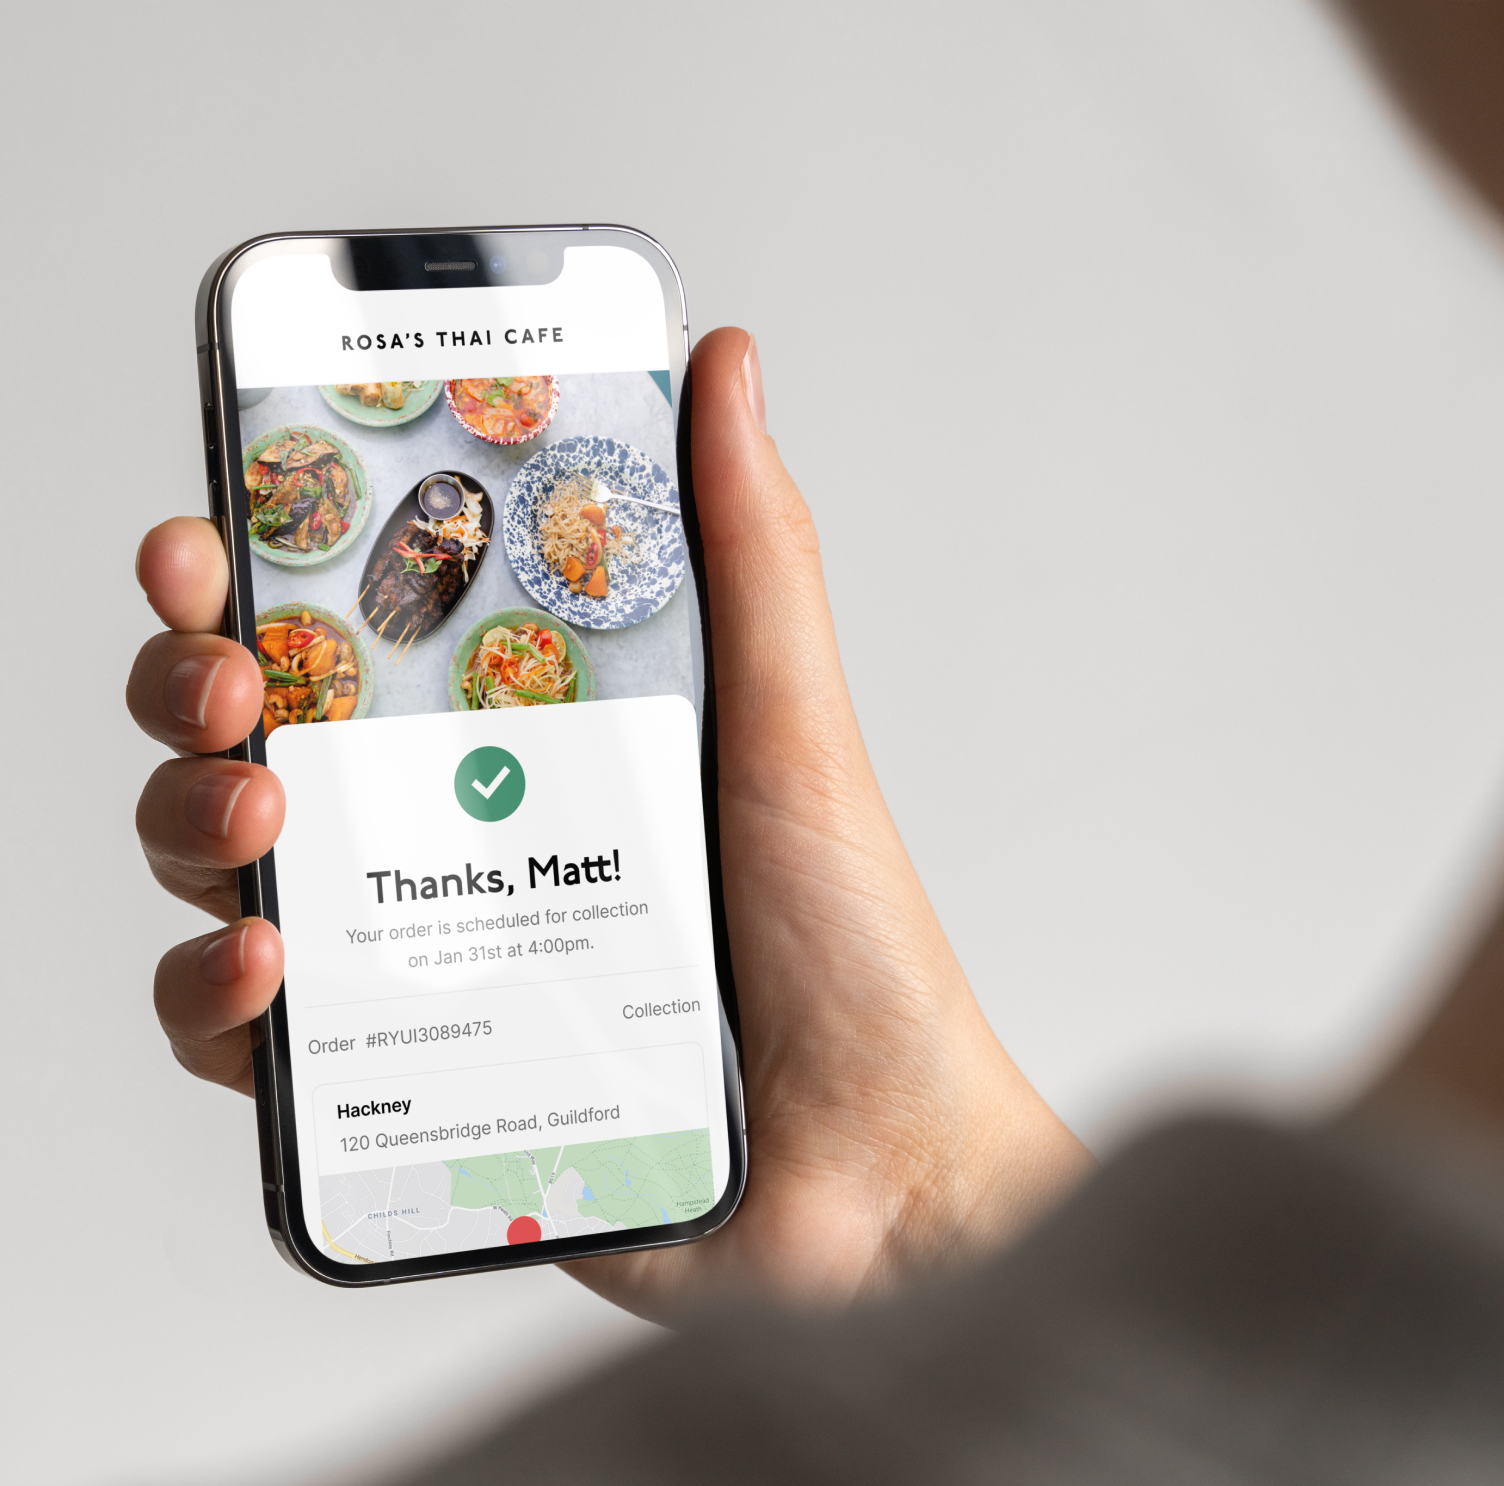 ROSA'S THAI CAFE
Thanks, Matt!
Your order is scheduled for collection
on Jan 31st at 4:00pm.
Order #RYUI3089475
Collection
Hackney
120 Queensbridge Road, Guildford
CHILDS HILL
Hampstead
Heath